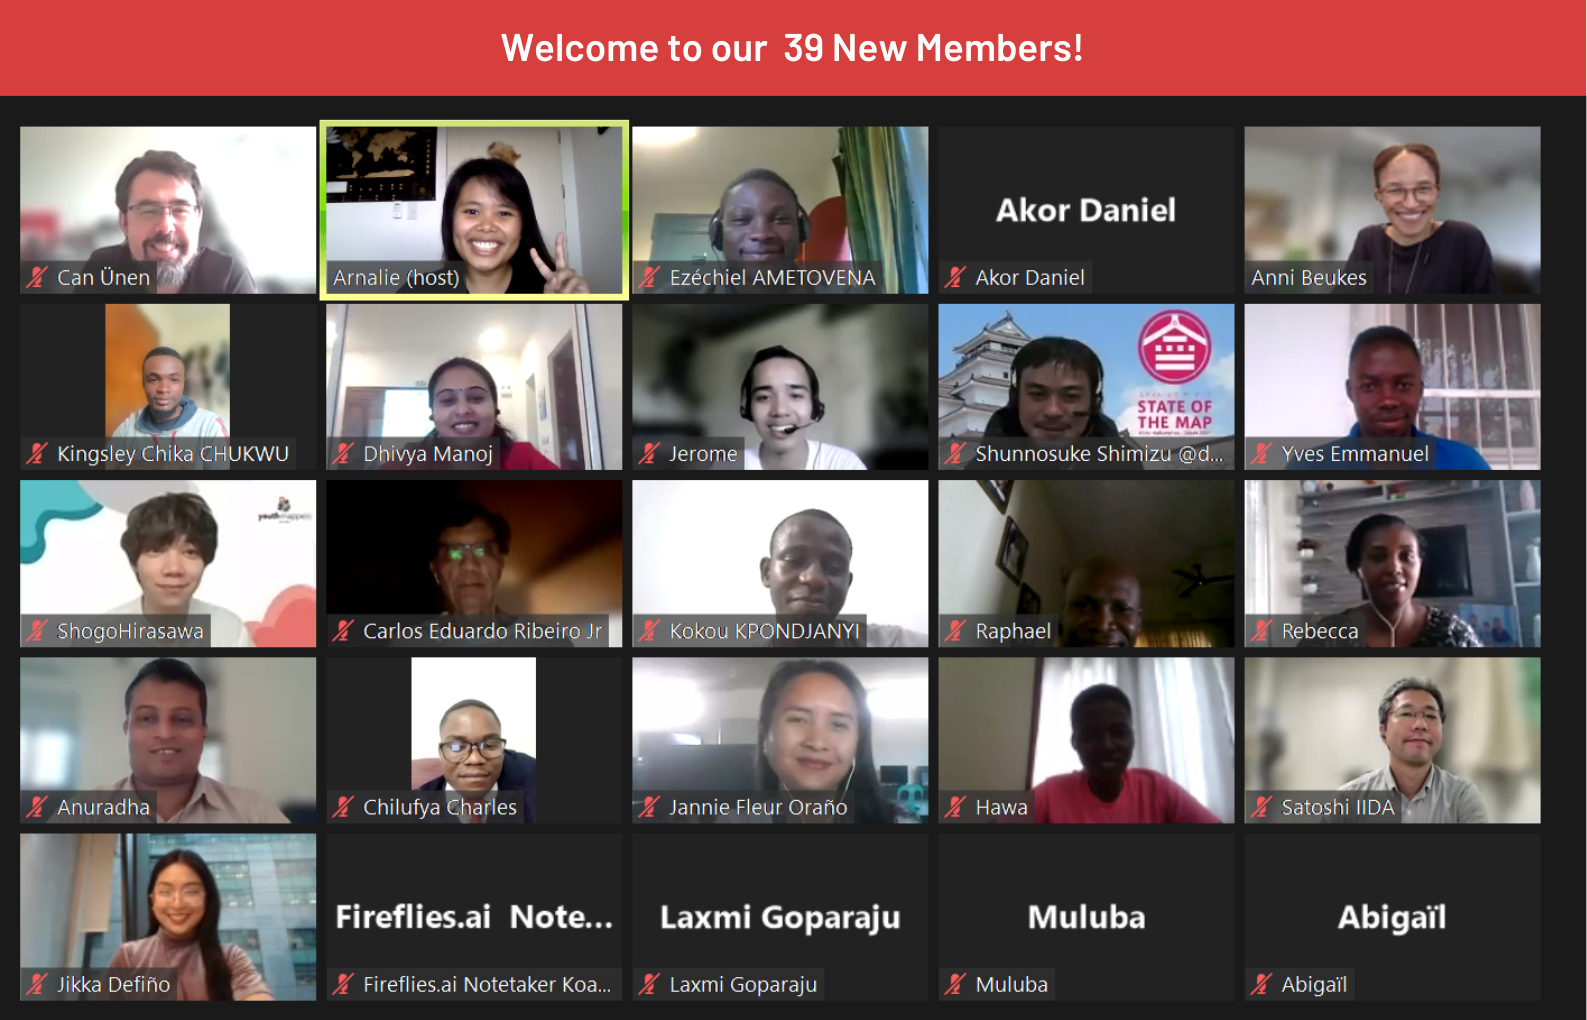 Welcome to our 39 New Members!
Can Ünen
Arnalie (host)
Ezéchiel AMETOVENA
Akor Daniel
Akor Daniel
Anni Beukes
Kingsley Chika CHUKWU
Dhivya Manoj
Jerome
STATE OF
THE MAP
Shunnosuke Shimizu @d...
Yves Emmanuel
youthmappers
ShogoHirasawa
Carlos Eduardo Ribeiro Jr
Kokou KPONDJANYI
Raphael
Rebecca
Anuradha
Chilufya Charles
Jannie Fleur Oraño
Hawa
Satoshi IIDA
Jikka Defiño
Fireflies.ai Note...
Fireflies.ai Notetaker Koa...
Laxmi Goparaju
Laxmi Goparaju
Muluba
Muluba
Abigaïl
Abigaïl